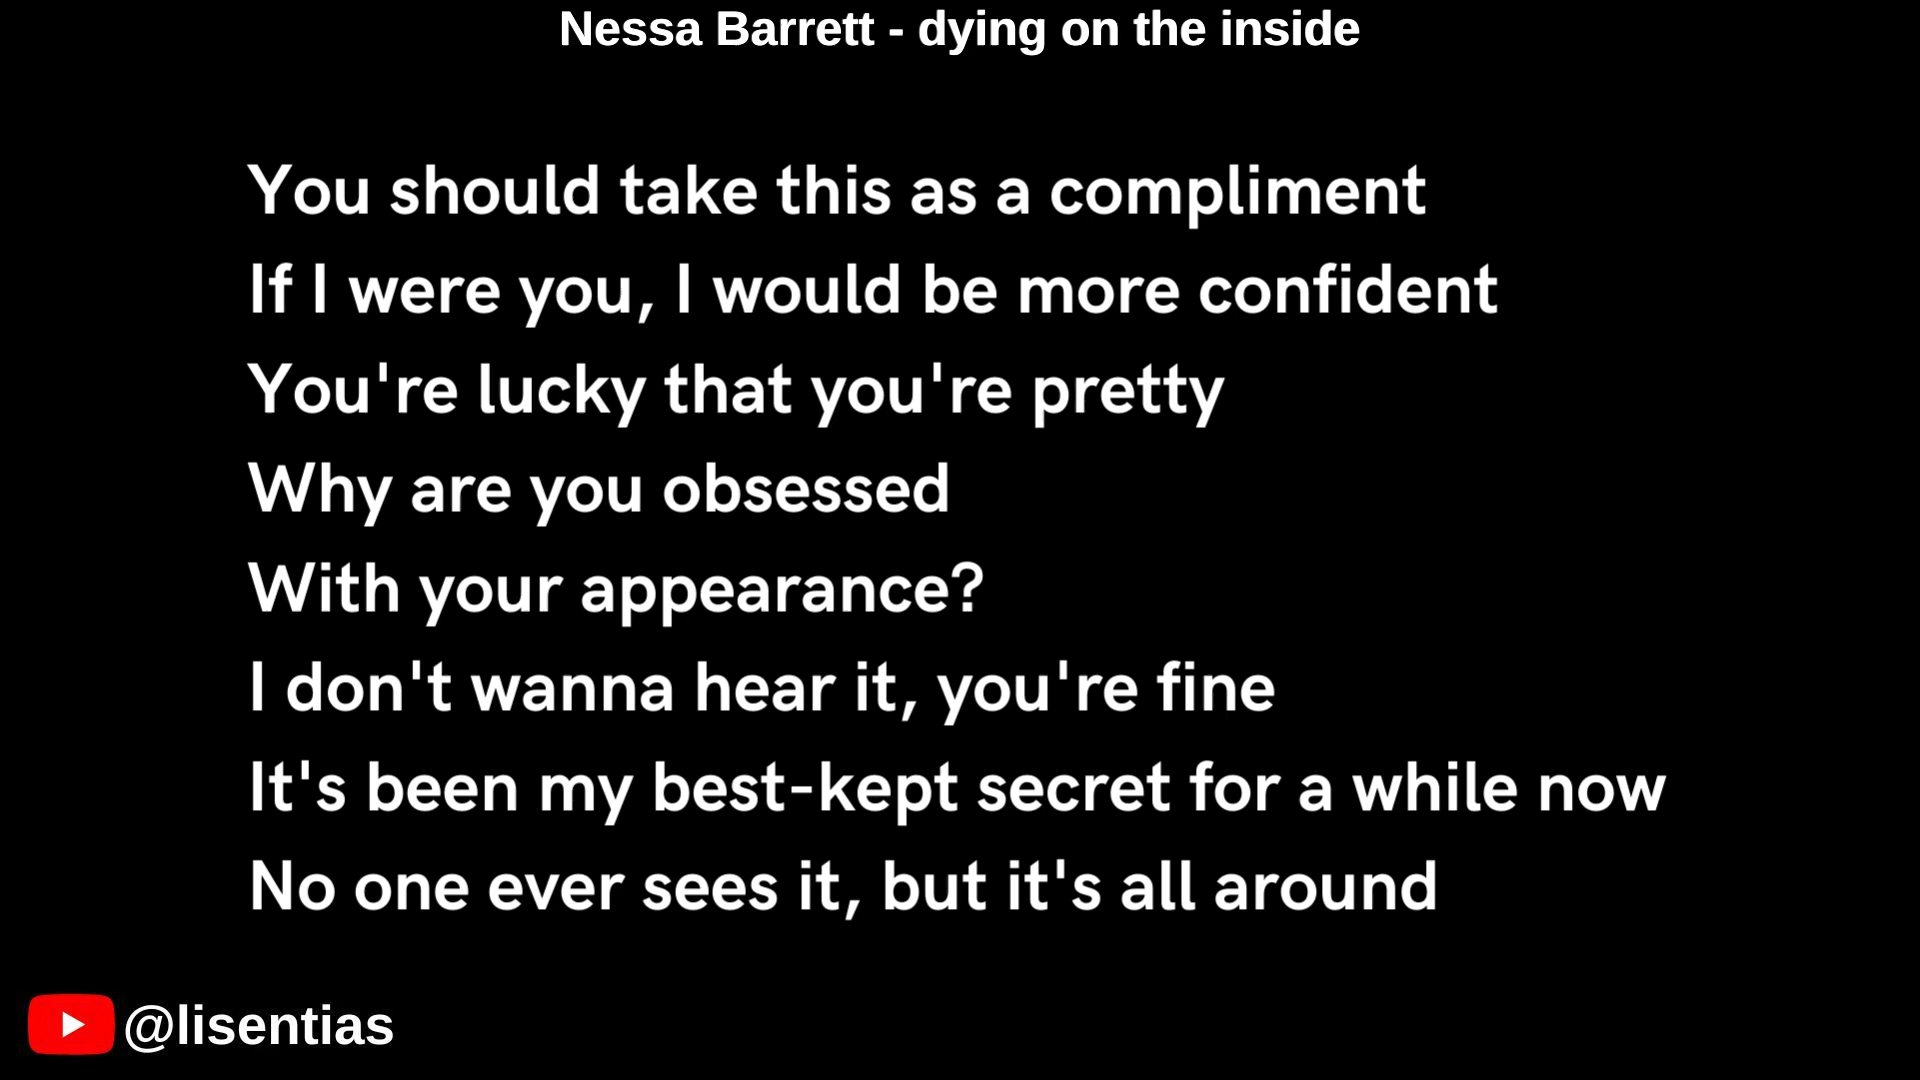 Nessa Barrett - dying on the inside
You should take this as a compliment
If I were you, I would be more confident
You're lucky that you're pretty
Why are you obsessed
With your appearance?
I don't wanna hear it, you're fine
It's been my best-kept secret for a while now
No one ever sees it, but it's all around
@lisentias